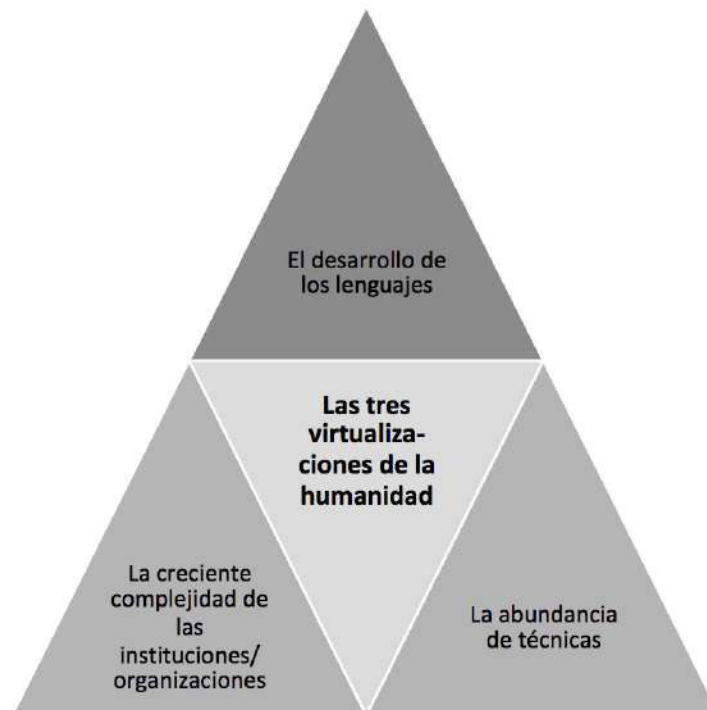 El desarrollo de
los lenguajes
Las tres
virtualiza-
ciones de la
humanidad
La creciente
complejidad de
las
instituciones/
organizaciones
La abundancia
de técnicas